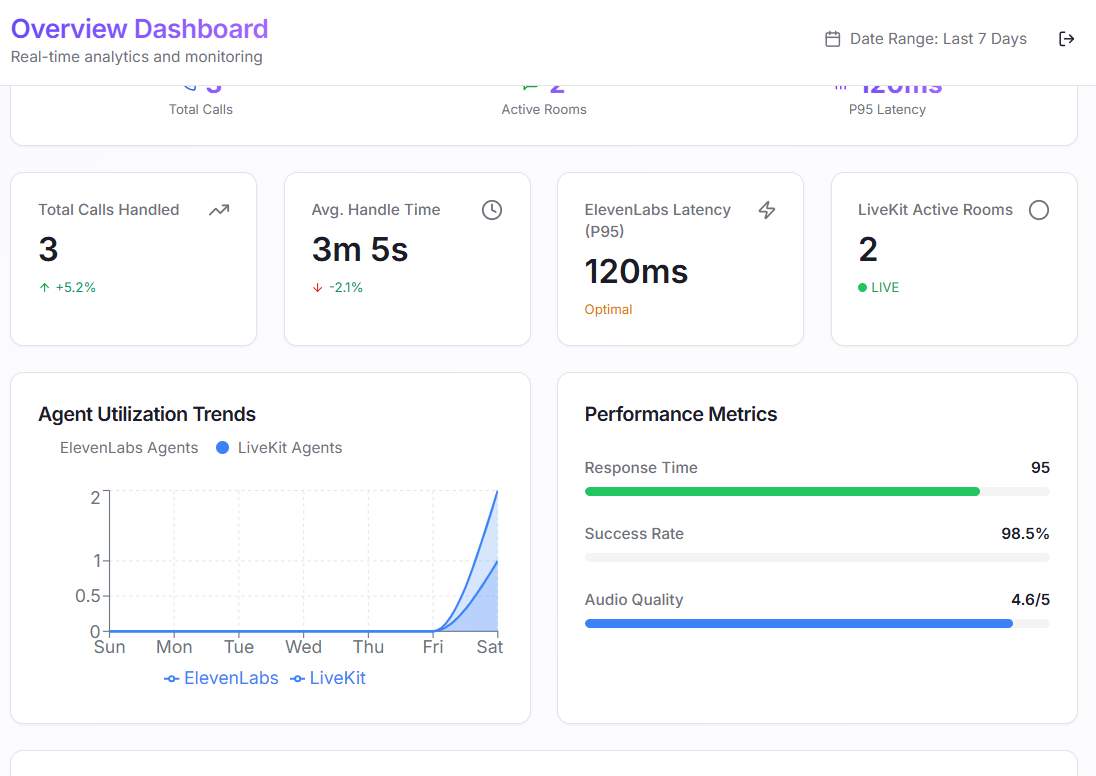 Overview Dashboard
Real-time analytics and monitoring
Date Range: Last 7 Days
3 2 120ms
Total Calls Active Rooms P95 Latency
Total Calls Handled
3
+5.2%
Avg. Handle Time
3m 5s
-2.1%
ElevenLabs Latency
(P95)
120ms
Optimal
LiveKit Active Rooms
2
LIVE
Agent Utilization Trends
ElevenLabs Agents LiveKit Agents
2
1
0.5
0
Sun Mon Tue Wed Thu Fri Sat
ElevenLabs LiveKit
Performance Metrics
Response Time 95
Success Rate 98.5%
Audio Quality 4.6/5